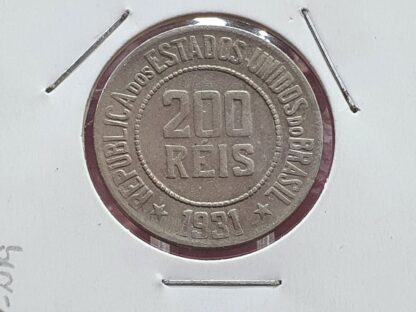 REPUBLICA DOS ESTADOS UNIDOS DO BRASIL
200
RÉIS
1931